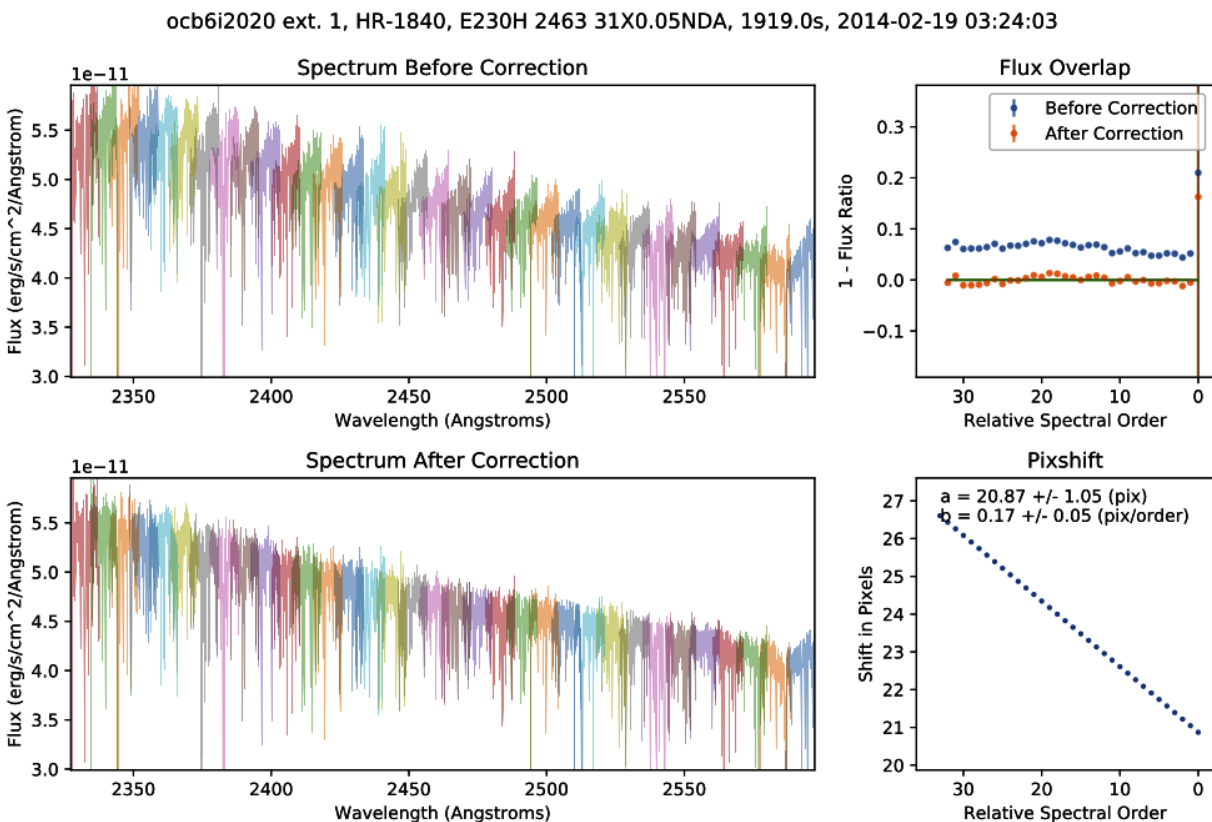 ocb6i2020 ext. 1, HR-1840, E230H 2463 31X0.05NDA, 1919.0s, 2014-02-19 03:24:03
Spectrum Before Correction
1e−11
Flux (erg/s/cm^2/Angstrom)
5.5
5.0
4.5
4.0
3.5
3.0
2350 2400 2450 2500 2550
Wavelength (Angstroms)
Flux Overlap
Before Correction
After Correction
1 - Flux Ratio
0.3
0.2
0.1
0.0
−0.1
30 20 10 0
Relative Spectral Order
Spectrum After Correction
1e−11
Flux (erg/s/cm^2/Angstrom)
5.5
5.0
4.5
4.0
3.5
3.0
2350 2400 2450 2500 2550
Wavelength (Angstroms)
Pixshift
a = 20.87 +/- 1.05 (pix)
b = 0.17 +/- 0.05 (pix/order)
Shift in Pixels
27
26
25
24
23
22
21
20
30 20 10 0
Relative Spectral Order